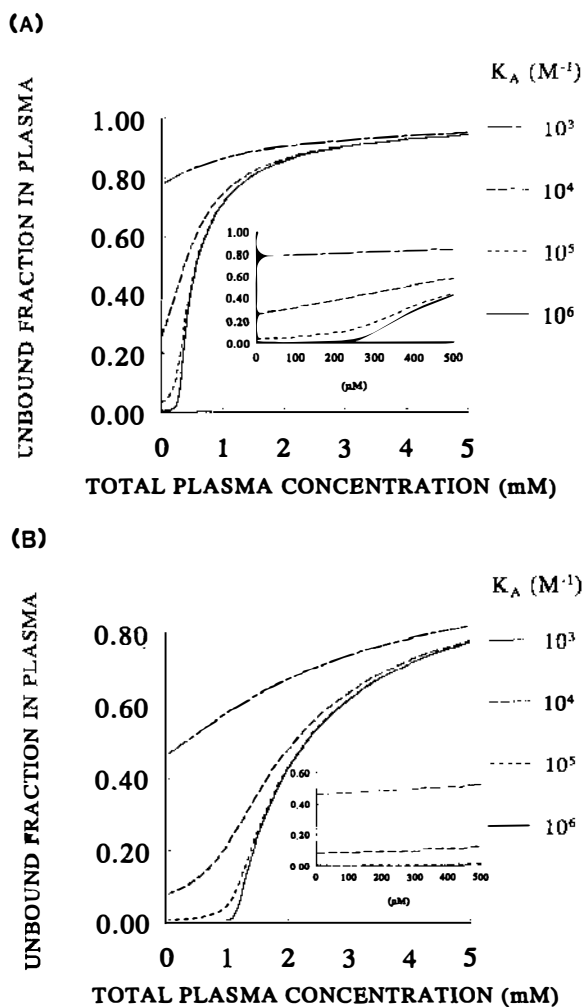 (A)
K_A (M⁻¹)
10³
10⁴
10⁵
10⁶
UNBOUND FRACTION IN PLASMA
1.00
0.80
0.60
0.40
0.20
0.00
1.00
0.80
0.60
0.40
0.20
0.00
0 100 200 300 400 500
(µM)
0 1 2 3 4 5
TOTAL PLASMA CONCENTRATION (mM)
(B)
K_A (M⁻¹)
10³
10⁴
10⁵
10⁶
UNBOUND FRACTION IN PLASMA
0.80
0.60
0.40
0.20
0.00
0.60
0.40
0.20
0.00
0 100 200 300 400 500
(µM)
0 1 2 3 4 5
TOTAL PLASMA CONCENTRATION (mM)